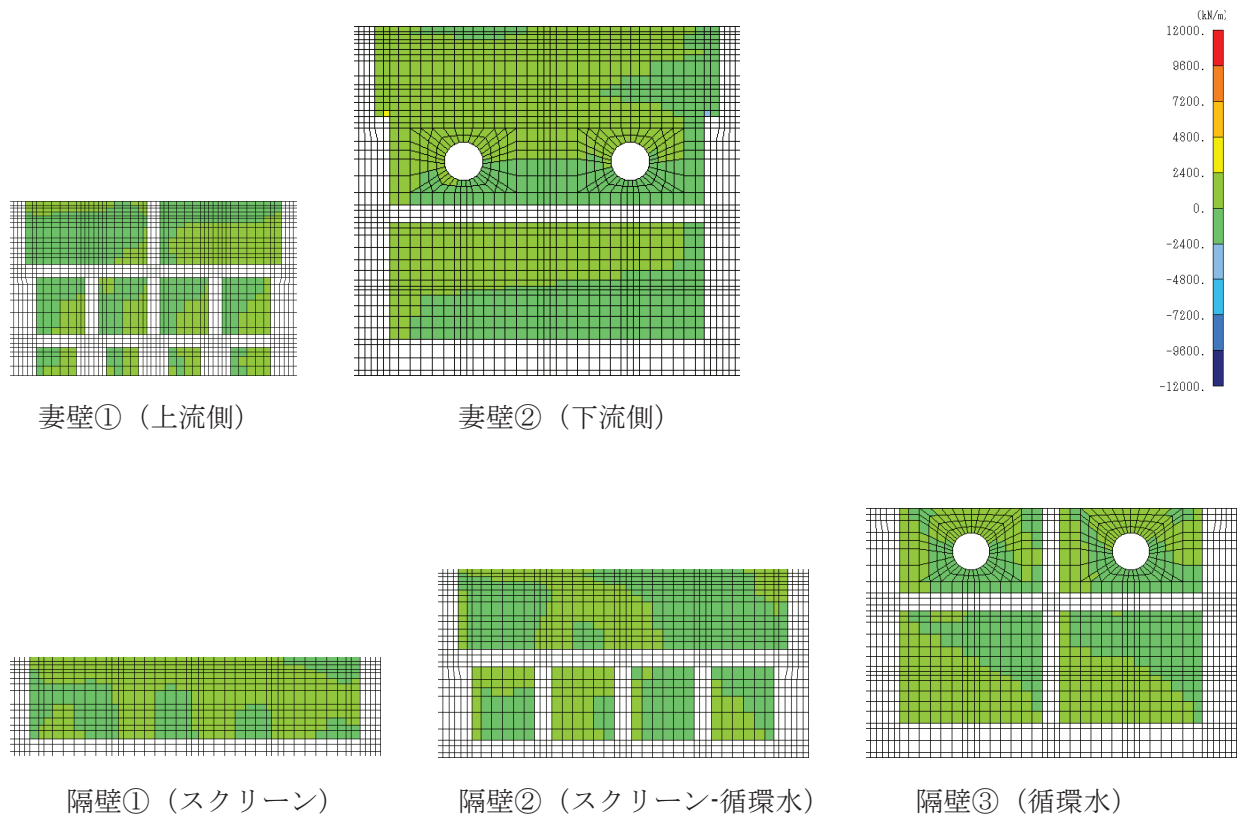 (kN/m)
12000.
9600.
7200.
4800.
2400.
0.
-2400.
-4800.
-7200.
-9600.
-12000.
妻壁①（上流側）
妻壁②（下流側）
隔壁①（スクリーン）
隔壁②（スクリーン-循環水）
隔壁③（循環水）